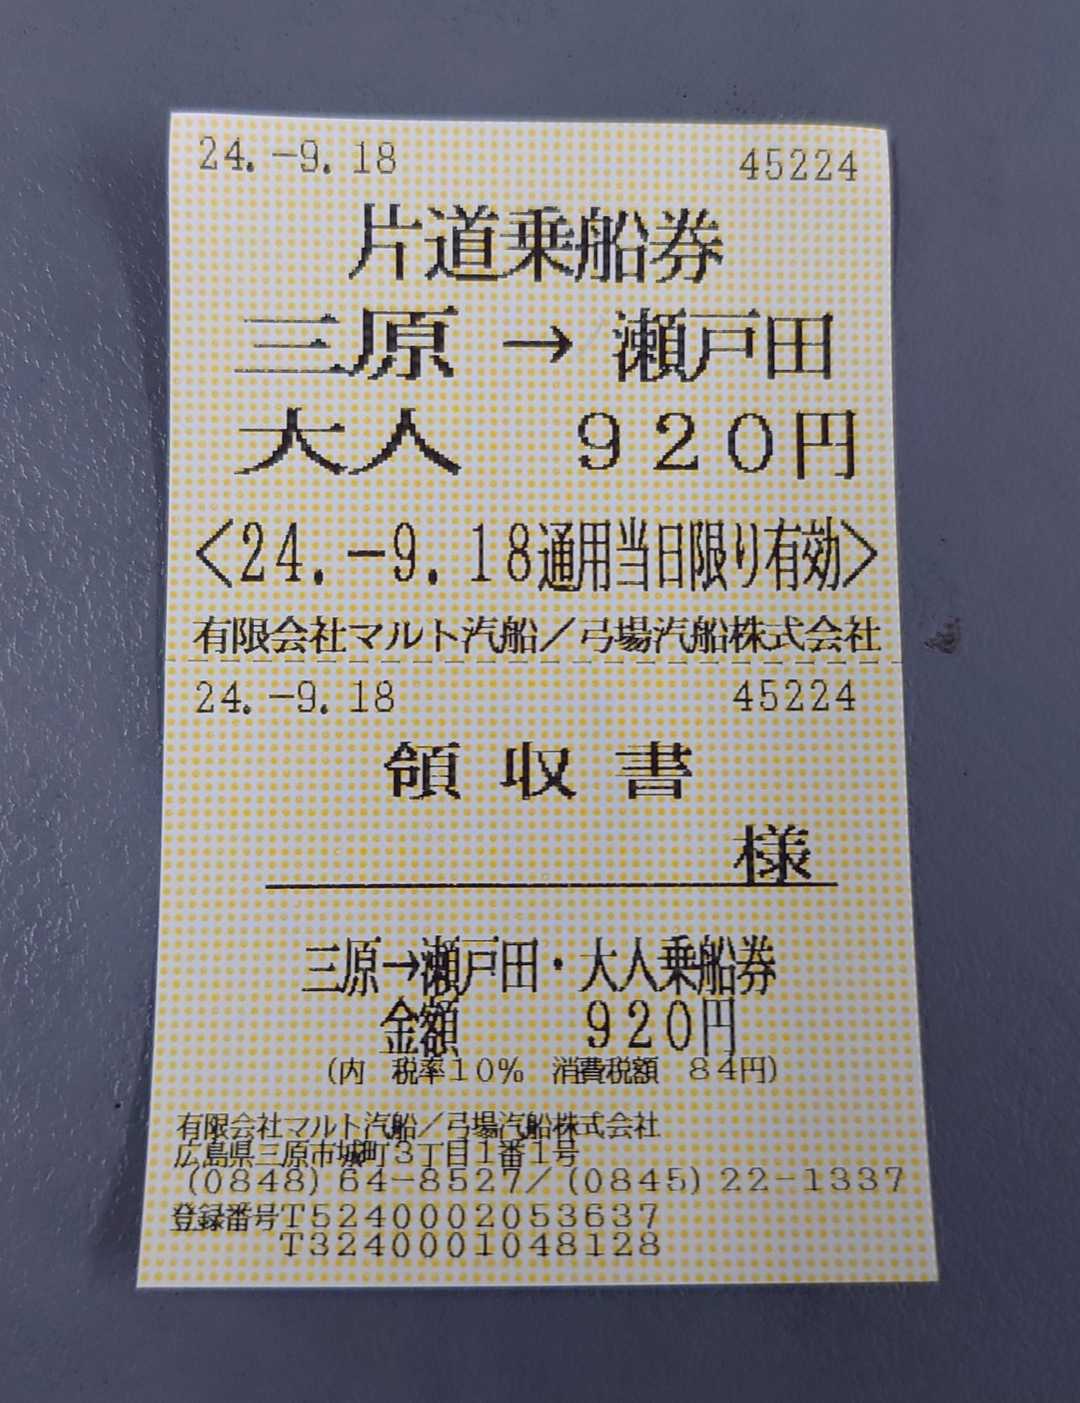 24.-9.18 45224
片道乗船券
三原→瀬戸田
大人 920円
<24.-9.18通用当日限り有効>
有限会社マルト汽船/弓場汽船株式会社
24.-9.18 45224
領収書
様
三原→瀬戸田・大人乗船券
金額 920円
(内 税率10% 消費税額 84円)
有限会社マルト汽船/弓場汽船株式会社
広島県三原市城町3丁目1番1号
(0848)64-8527/(0845)22-1337
登録番号T5240002053637
T3240001048128